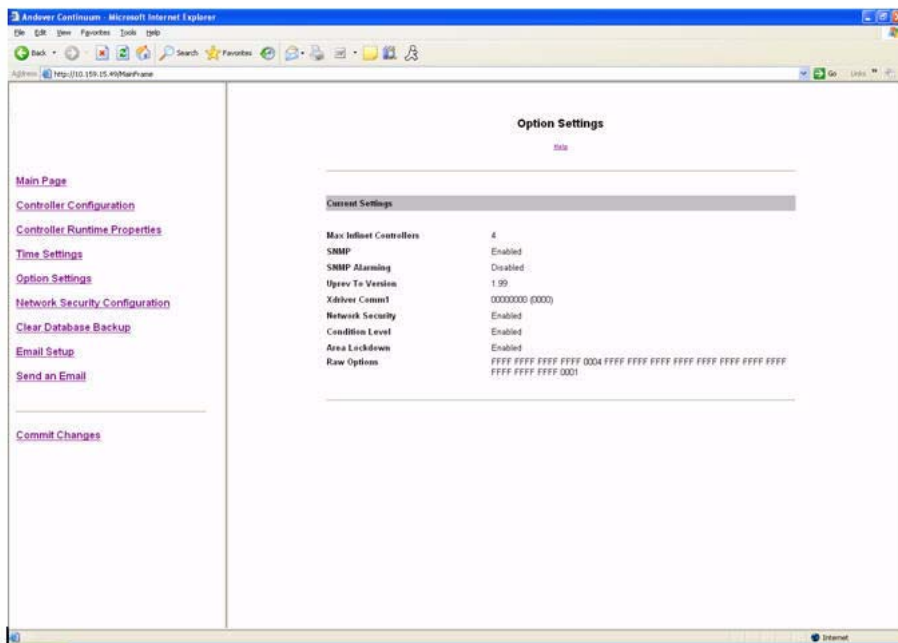 Andover Continuum - Microsoft Internet Explorer
File Edit View Favorites Tools Help
Back Search Favorites
Address http://10.159.15.49/MainFrame Go Links
Option Settings
Help
Main Page
Controller Configuration
Controller Runtime Properties
Time Settings
Option Settings
Network Security Configuration
Clear Database Backup
Email Setup
Send an Email
Commit Changes
Current Settings
Max Infinet Controllers 4
SNMP Enabled
SNMP Alarming Disabled
Uprev To Version 1.99
Xdriver Comm1 00000000 (0000)
Network Security Enabled
Condition Level Enabled
Area Lockdown Enabled
Raw Options FFFF FFFF FFFF FFFF 0004 FFFF FFFF FFFF FFFF FFFF FFFF FFFF FFFF
FFFF FFFF FFFF 0001
Internet